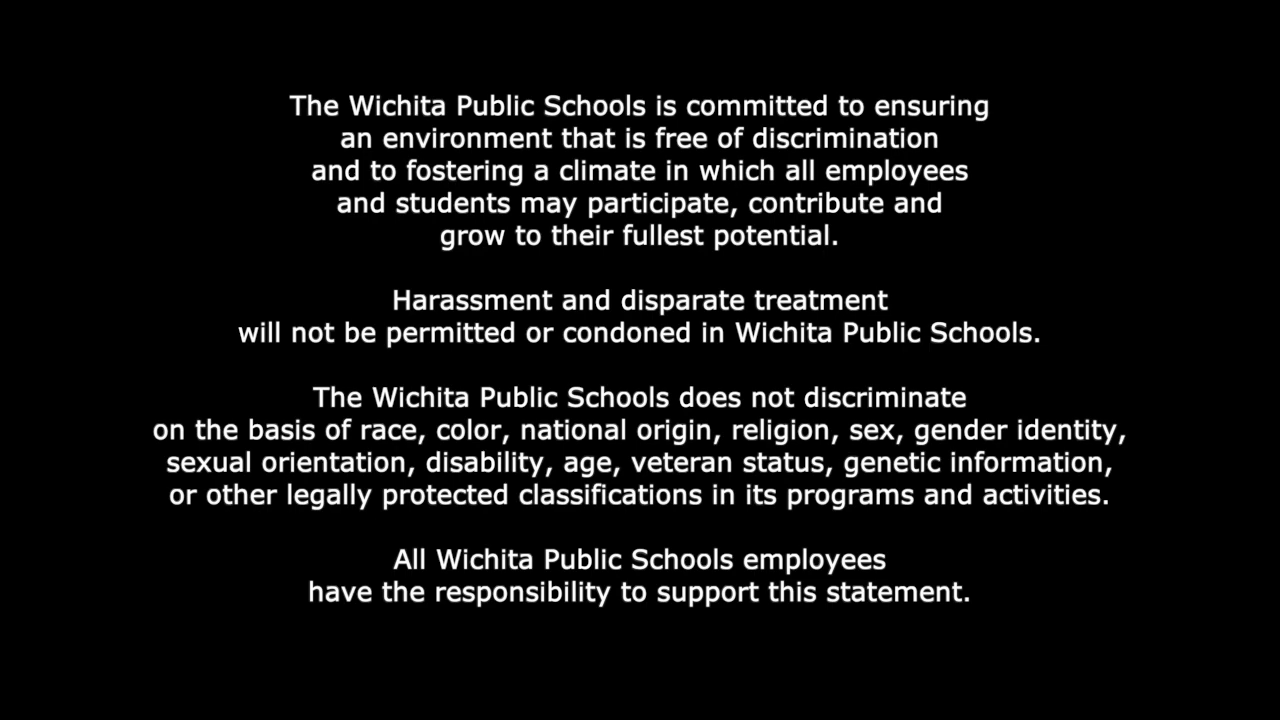 The Wichita Public Schools is committed to ensuring
an environment that is free of discrimination
and to fostering a climate in which all employees
and students may participate, contribute and
grow to their fullest potential.
Harassment and disparate treatment
will not be permitted or condoned in Wichita Public Schools.
The Wichita Public Schools does not discriminate
on the basis of race, color, national origin, religion, sex, gender identity,
sexual orientation, disability, age, veteran status, genetic information,
or other legally protected classifications in its programs and activities.
All Wichita Public Schools employees
have the responsibility to support this statement.